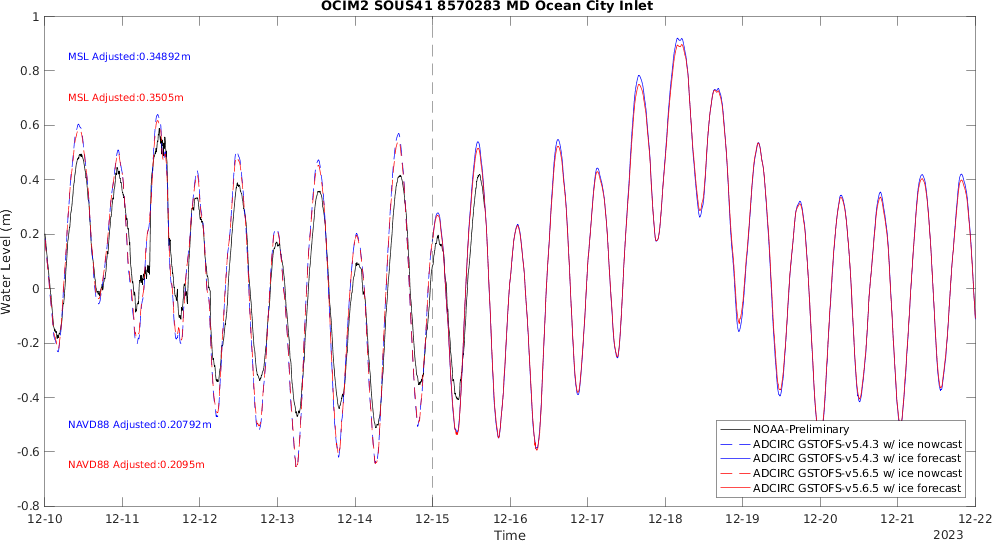 OCIM2 SOUS41 8570283 MD Ocean City Inlet
1
0.8
0.6
0.4
0.2
0
-0.2
-0.4
-0.6
-0.8
Water Level (m)
MSL Adjusted:0.34892m
MSL Adjusted:0.3505m
NAVD88 Adjusted:0.20792m
NAVD88 Adjusted:0.2095m
NOAA-Preliminary
ADCIRC GSTOFS-v5.4.3 w/ ice nowcast
ADCIRC GSTOFS-v5.4.3 w/ ice forecast
ADCIRC GSTOFS-v5.6.5 w/ ice nowcast
ADCIRC GSTOFS-v5.6.5 w/ ice forecast
12-10 12-11 12-12 12-13 12-14 12-15 12-16 12-17 12-18 12-19 12-20 12-21 12-22
Time
2023